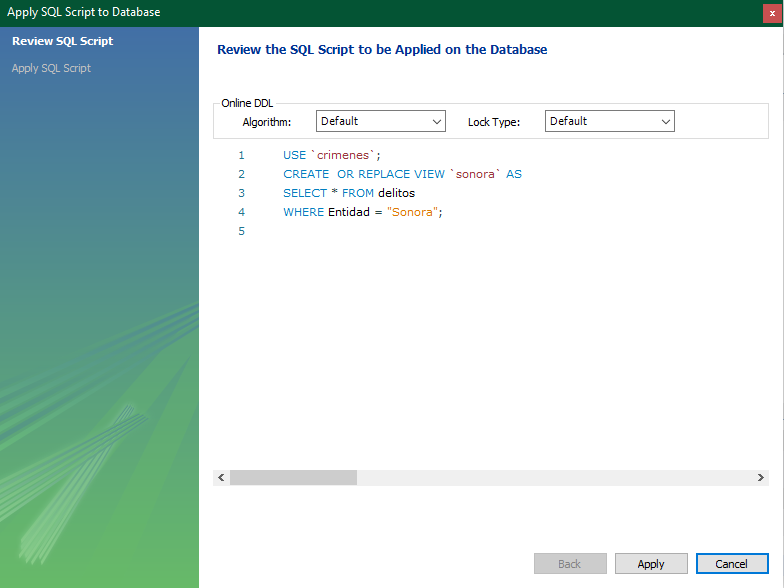 Apply SQL Script to Database
x
Review SQL Script
Apply SQL Script
Review the SQL Script to be Applied on the Database
Online DDL
Algorithm: Default Lock Type: Default
1 USE `crimenes`;
2 CREATE  OR REPLACE VIEW `sonora` AS
3 SELECT * FROM delitos
4 WHERE Entidad = "Sonora";
5
Back Apply Cancel